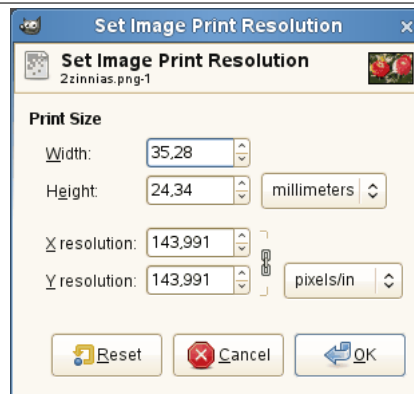 Set Image Print Resolution
Set Image Print Resolution
2zinnias.png-1
Print Size
Width: 35,28
Height: 24,34 millimeters
X resolution: 143,991
Y resolution: 143,991 pixels/in
Reset Cancel OK